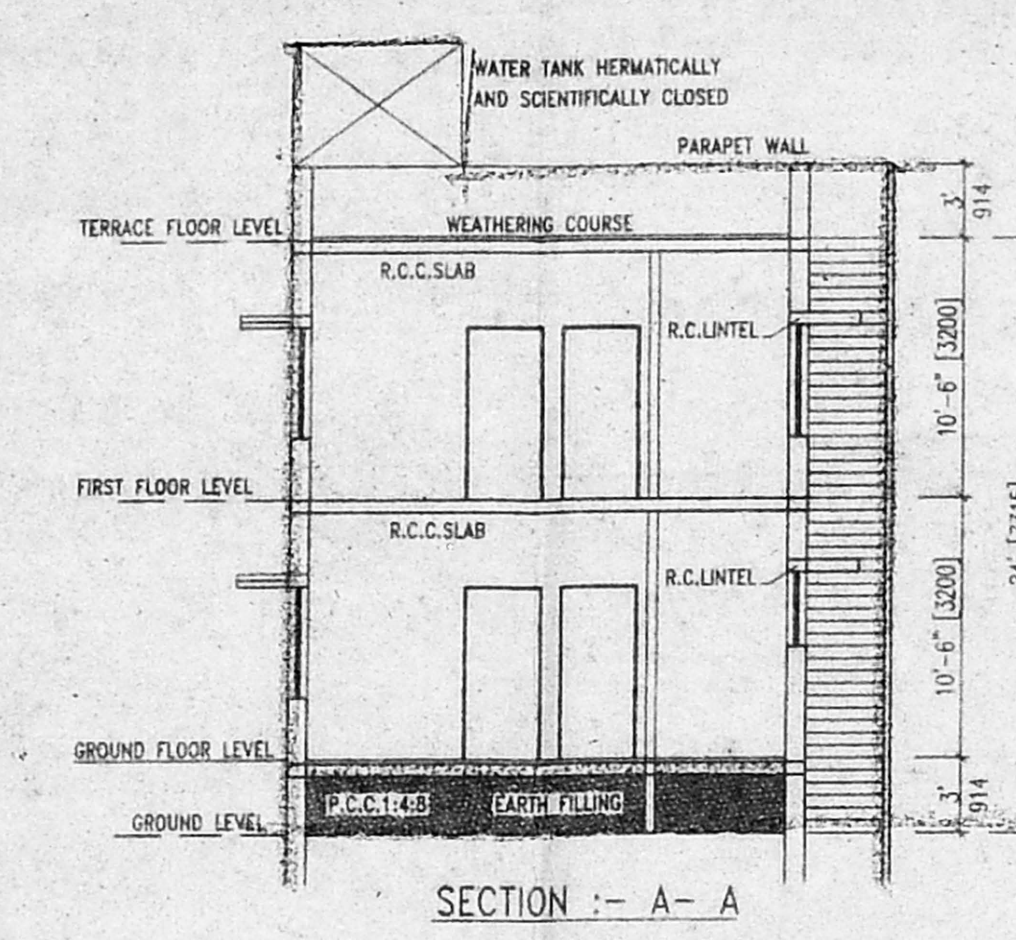 WATER TANK HERMATICALLY
AND SCIENTIFICALLY CLOSED
PARAPET WALL
3'
914
TERRACE FLOOR LEVEL
WEATHERING COURSE
R.C.C.SLAB
R.C.LINTEL
10'-6" [3200]
FIRST FLOOR LEVEL
R.C.C.SLAB
R.C.LINTEL
10'-6" [3200]
GROUND FLOOR LEVEL
P.C.C.1:4:8
EARTH FILLING
3'
914
GROUND LEVEL
SECTION :- A- A